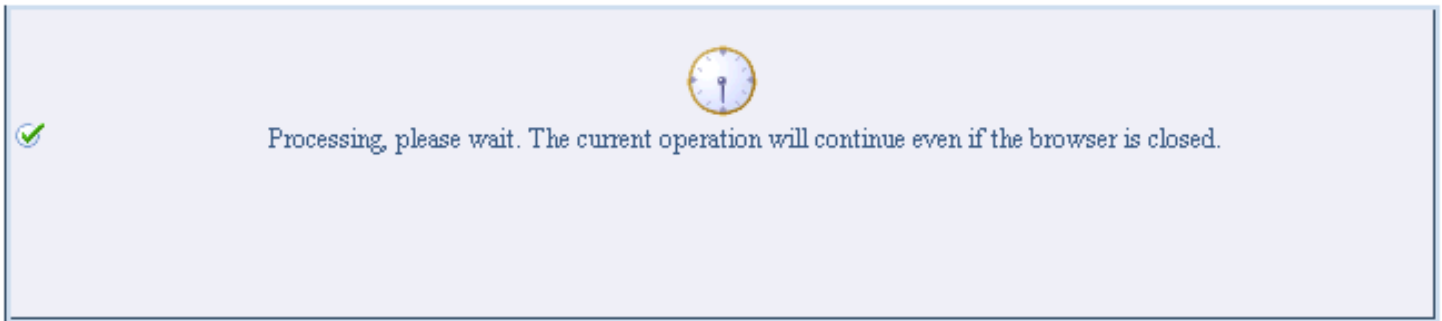 Processing, please wait. The current operation will continue even if the browser is closed.